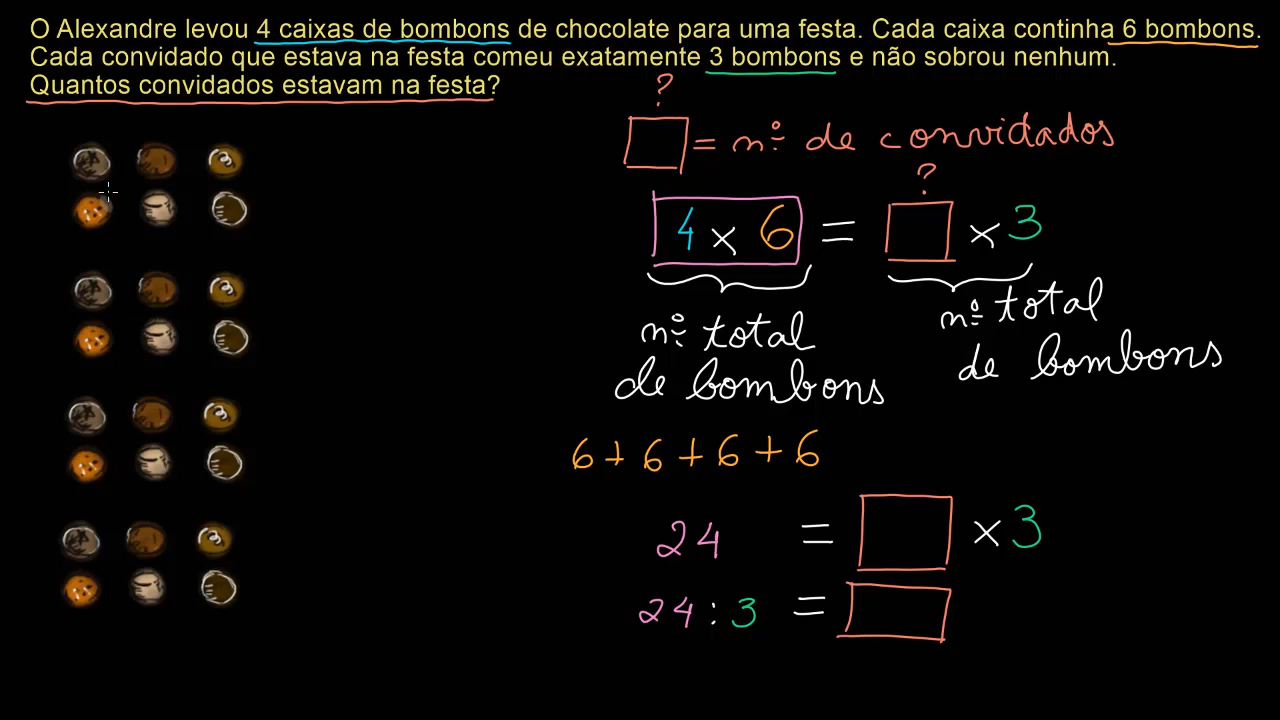 O Alexandre levou 4 caixas de bombons de chocolate para uma festa. Cada caixa continha 6 bombons.
Cada convidado que estava na festa comeu exatamente 3 bombons e não sobrou nenhum.
Quantos convidados estavam na festa?
?
= nº de convidados
?
4 x 6 = x 3
nº total
de bombons
nº total
de bombons
6 + 6 + 6 + 6
24 = x 3
24 : 3 =